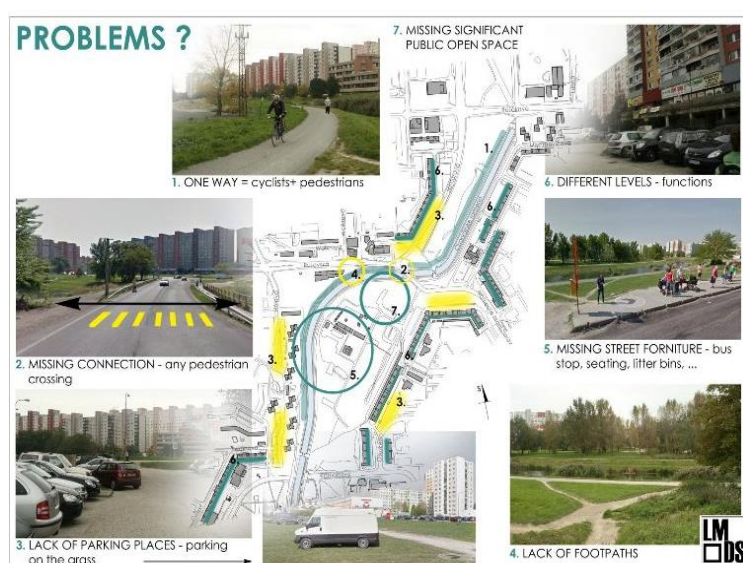 PROBLEMS ?
7. MISSING SIGNIFICANT
PUBLIC OPEN SPACE
1. ONE WAY = cyclists+ pedestrians
6. DIFFERENT LEVELS - functions
2. MISSING CONNECTION - any pedestrian
crossing
5. MISSING STREET FORNITURE - bus
stop, seating, litter bins, ...
3. LACK OF PARKING PLACES - parking
on the grass
4. LACK OF FOOTPATHS
1.
6.
3.
6.
4.
2.
7.
3.
5.
6.
3.
S
LM
DS